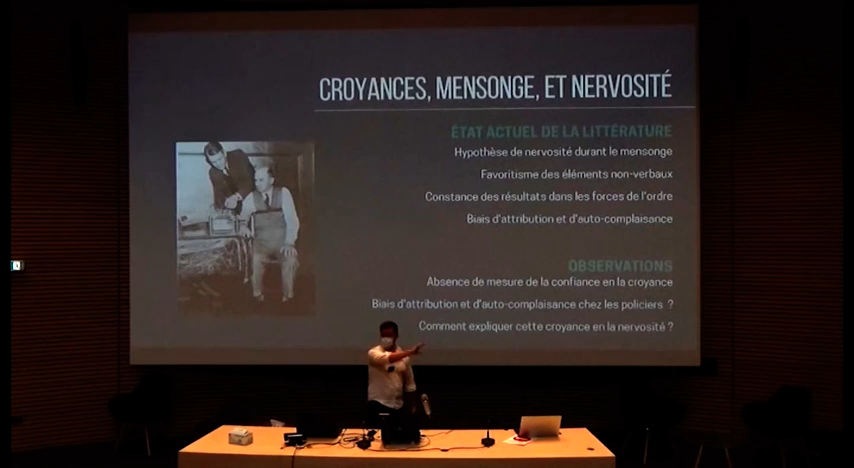 CROYANCES, MENSONGE, ET NERVOSITÉ
ÉTAT ACTUEL DE LA LITTÉRATURE
Hypothèse de nervosité durant le mensonge
Favoritisme des éléments non-verbaux
Constance des résultats dans les forces de l'ordre
Biais d'attribution et d'auto-complaisance
OBSERVATIONS
Absence de mesure de la confiance en la croyance
Biais d'attribution et d'auto-complaisance chez les policiers ?
Comment expliquer cette croyance en la nervosité ?